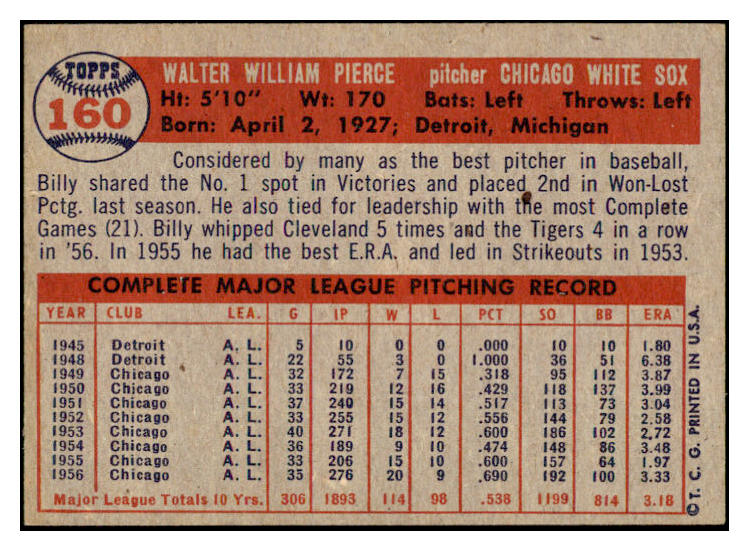 TOPPS
160
WALTER WILLIAM PIERCE pitcher CHICAGO WHITE SOX
Ht: 5'10" Wt: 170 Bats: Left Throws: Left
Born: April 2, 1927; Detroit, Michigan
Considered by many as the best pitcher in baseball,
Billy shared the No. 1 spot in Victories and placed 2nd in Won-Lost
Pctg. last season. He also tied for leadership with the most Complete
Games (21). Billy whipped Cleveland 5 times and the Tigers 4 in a row
in '56. In 1955 he had the best E.R.A. and led in Strikeouts in 1953.
COMPLETE MAJOR LEAGUE PITCHING RECORD
YEAR CLUB LEA. G IP W L PCT SO BB ERA
1945 Detroit A. L. 5 10 0 0 .000 10 10 1.80
1948 Detroit A. L. 22 55 3 0 1.000 36 51 6.38
1949 Chicago A. L. 32 172 7 15 .318 95 112 3.87
1950 Chicago A. L. 33 219 12 16 .429 118 137 3.99
1951 Chicago A. L. 37 240 15 14 .517 113 73 3.04
1952 Chicago A. L. 33 255 15 12 .556 144 79 2.58
1953 Chicago A. L. 40 271 18 12 .600 186 102 2.72
1954 Chicago A. L. 36 189 9 10 .474 148 86 3.48
1955 Chicago A. L. 33 206 15 10 .600 157 64 1.97
1956 Chicago A. L. 35 276 20 9 .690 192 100 3.33
Major League Totals 10 Yrs. 306 1893 114 98 .538 1199 814 3.18
©T. C. G. PRINTED IN U.S.A.